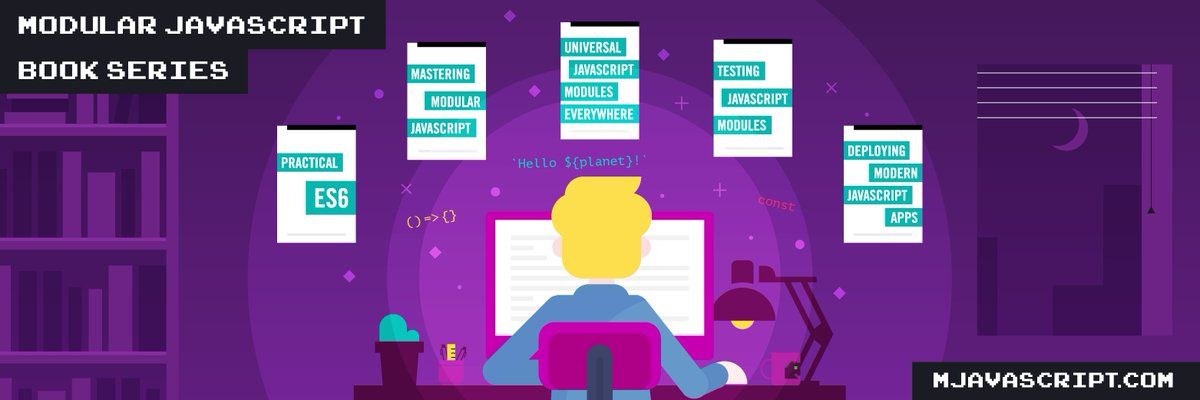 MODULAR JAVASCRIPT
BOOK SERIES
PRACTICAL
ES6
MASTERING
MODULAR
JAVASCRIPT
UNIVERSAL
JAVASCRIPT
MODULES
EVERYWHERE
TESTING
JAVASCRIPT
MODULES
DEPLOYING
MODERN
JAVASCRIPT
APPS
`Hello ${planet}!`
()=>{}
const
MJAVASCRIPT.COM